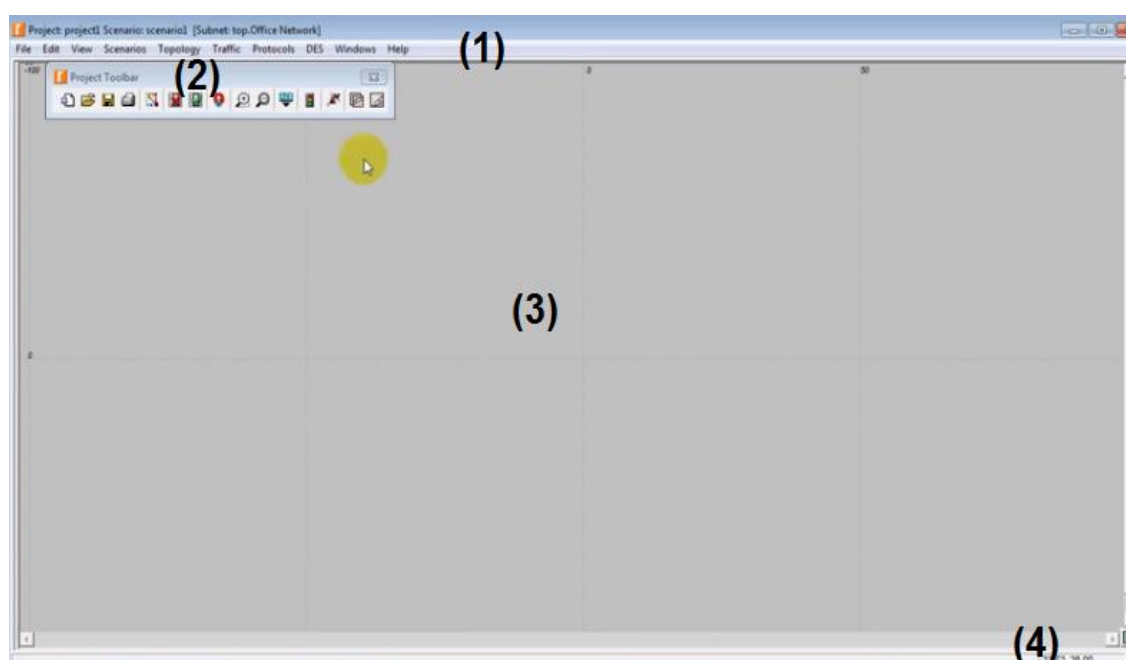 Project: project1 Scenario: scenario1 [Subnet: top.Office Network]
File Edit View Scenarios Topology Traffic Protocols DES Windows Help
(1)
-100
0
50
Project Toolbar
(2)
(3)
0
(4)